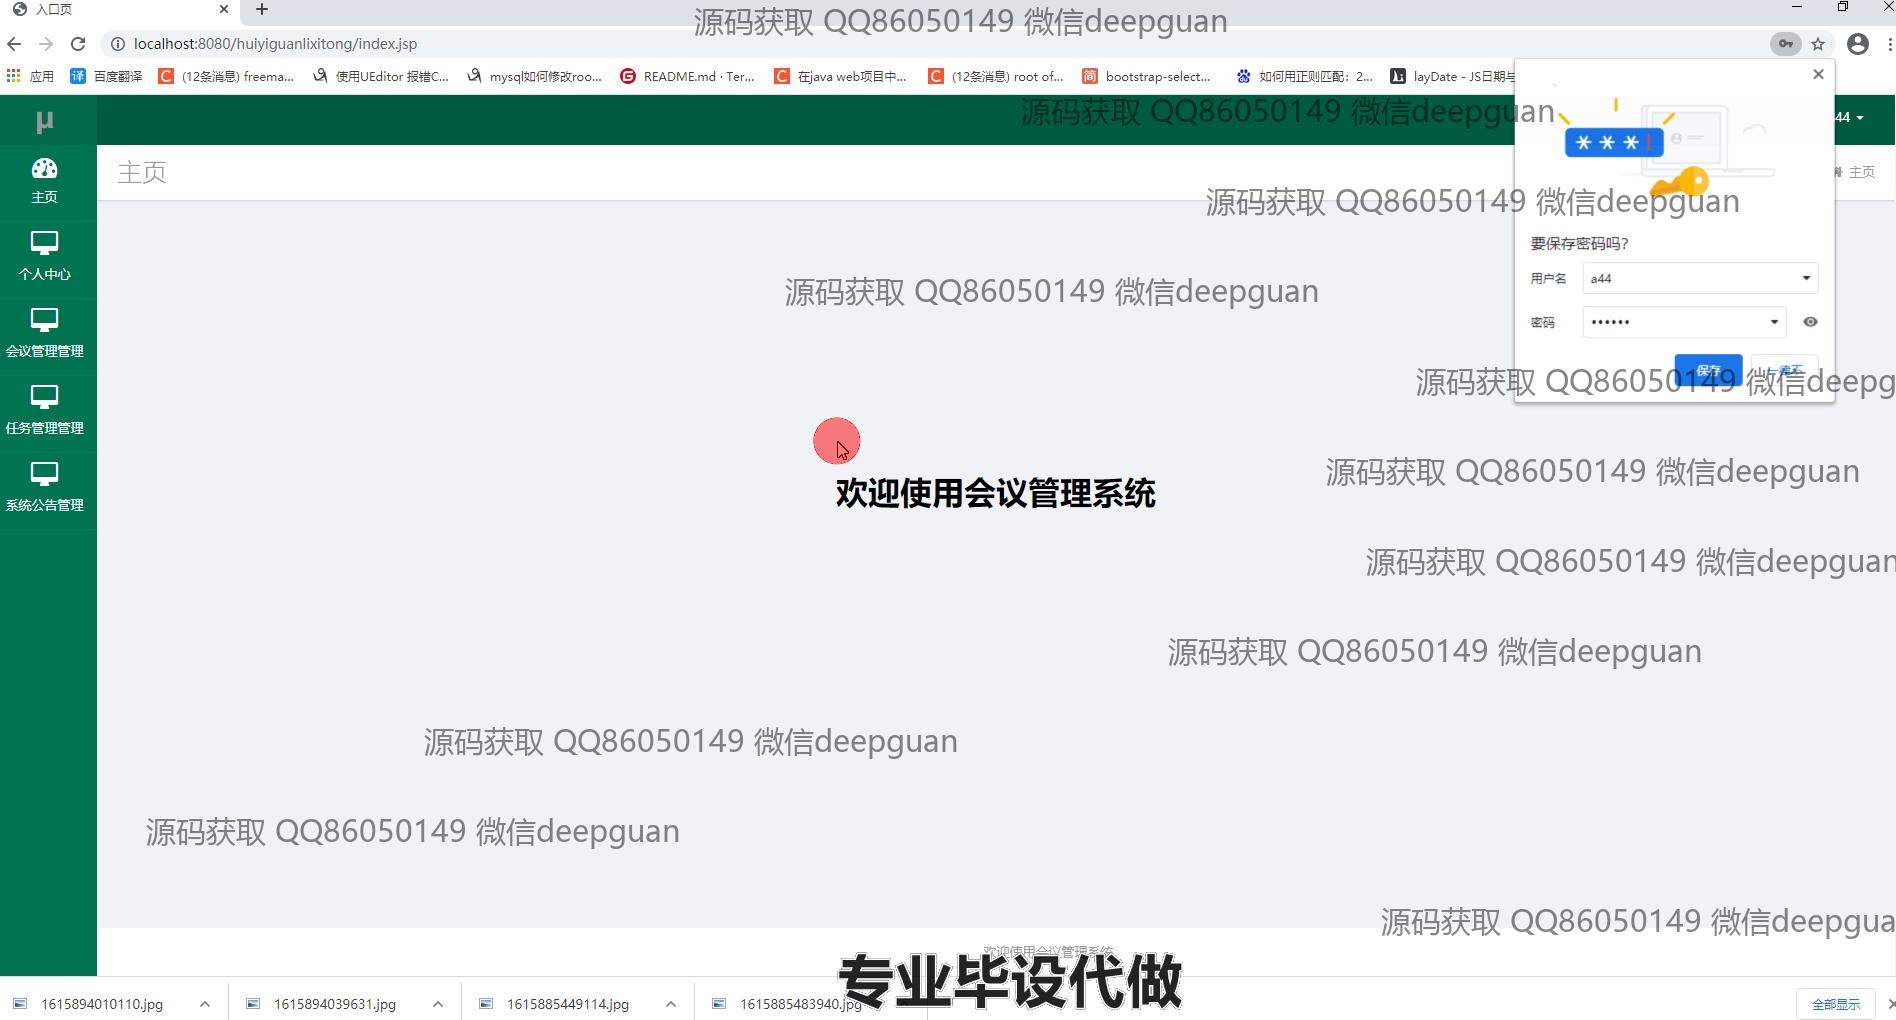 入口页
源码获取 QQ86050149 微信deepguan
localhost:8080/huiyiguanlixitong/index.jsp
应用 百度翻译 (12条消息) freema... 使用UEditor 报错C... mysql如何修改roo... README.md · Ter... 在java web项目中... (12条消息) root of... bootstrap-select... 如何用正则匹配：2... layDate - JS日期与
μ
源码获取 QQ86050149 微信deepguan
44
主页
主页
主页
源码获取 QQ86050149 微信deepguan
要保存密码吗?
用户名 a44
密码 ••••••
保存
个人中心
源码获取 QQ86050149 微信deepguan
会议管理管理
源码获取 QQ86050149 微信deepg
任务管理管理
源码获取 QQ86050149 微信deepguan
欢迎使用会议管理系统
系统公告管理
源码获取 QQ86050149 微信deepguan
源码获取 QQ86050149 微信deepguan
源码获取 QQ86050149 微信deepguan
源码获取 QQ86050149 微信deepguan
源码获取 QQ86050149 微信deepgua
欢迎使用会议管理系统
专业毕设代做
1615894010110.jpg 1615894039631.jpg 1615885449114.jpg 1615885483940.jpg 全部显示